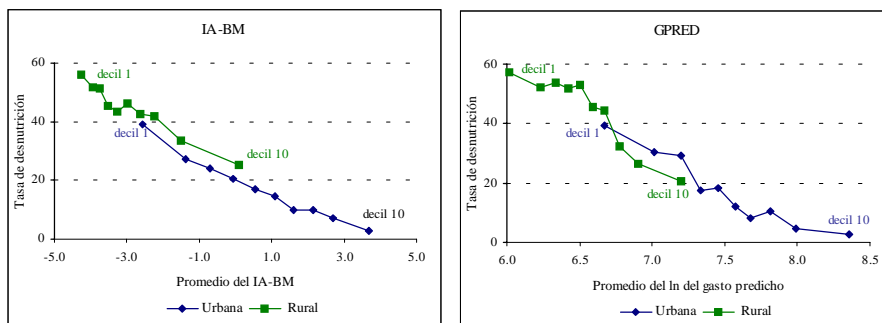 IA-BM
Tasa de desnutrición
60
40
20
0
decil 1
decil 1
decil 10
decil 10
-5.0 -3.0 -1.0 1.0 3.0 5.0
Promedio del IA-BM
Urbana Rural
GPRED
Tasa de desnutrición
60
40
20
0
decil 1
decil 1
decil 10
decil 10
6.0 6.5 7.0 7.5 8.0 8.5
Promedio del ln del gasto predicho
Urbana Rural